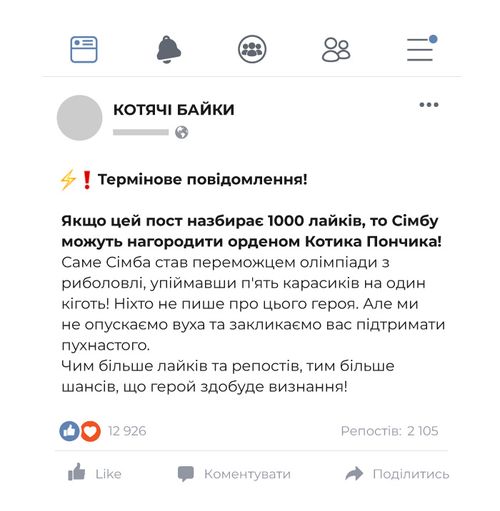 КОТЯЧІ БАЙКИ
⚡❗Термінове повідомлення!
Якщо цей пост назбирає 1000 лайків, то Сімбу
можуть нагородити орденом Котика Пончика!
Саме Сімба став переможцем олімпіади з
риболовлі, упіймавши п'ять карасиків на один
кіготь! Ніхто не пише про цього героя. Але ми
не опускаємо вуха та закликаємо вас підтримати
пухнастого.
Чим більше лайків та репостів, тим більше
шансів, що герой здобуде визнання!
12 926 Репостів: 2 105
Like Коментувати Поділитись